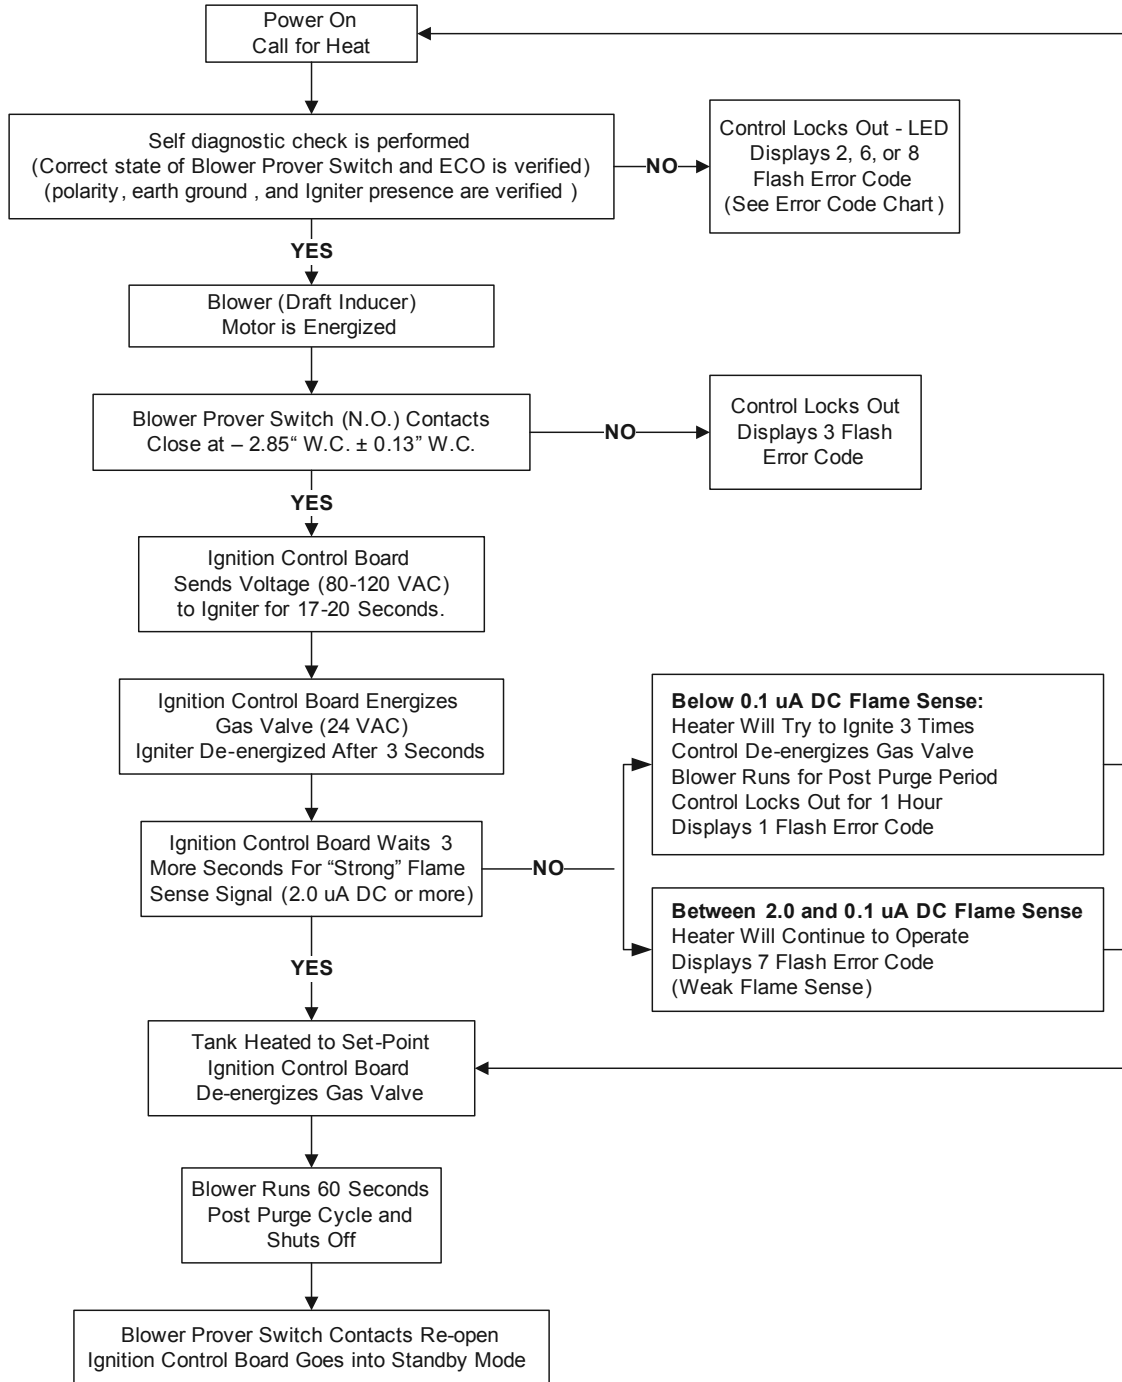 Power On
Call for Heat
Self diagnostic check is performed
(Correct state of Blower Prover Switch and ECO is verified)
(polarity, earth ground, and Igniter presence are verified)
NO
Control Locks Out - LED
Displays 2, 6, or 8
Flash Error Code
(See Error Code Chart)
YES
Blower (Draft Inducer)
Motor is Energized
Blower Prover Switch (N.O.) Contacts
Close at – 2.85“ W.C. ± 0.13” W.C.
NO
Control Locks Out
Displays 3 Flash
Error Code
YES
Ignition Control Board
Sends Voltage (80-120 VAC)
to Igniter for 17-20 Seconds.
Ignition Control Board Energizes
Gas Valve (24 VAC)
Igniter De-energized After 3 Seconds
Ignition Control Board Waits 3
More Seconds For “Strong” Flame
Sense Signal (2.0 uA DC or more)
NO
Below 0.1 uA DC Flame Sense:
Heater Will Try to Ignite 3 Times
Control De-energizes Gas Valve
Blower Runs for Post Purge Period
Control Locks Out for 1 Hour
Displays 1 Flash Error Code
Between 2.0 and 0.1 uA DC Flame Sense
Heater Will Continue to Operate
Displays 7 Flash Error Code
(Weak Flame Sense)
YES
Tank Heated to Set-Point
Ignition Control Board
De-energizes Gas Valve
Blower Runs 60 Seconds
Post Purge Cycle and
Shuts Off
Blower Prover Switch Contacts Re-open
Ignition Control Board Goes into Standby Mode